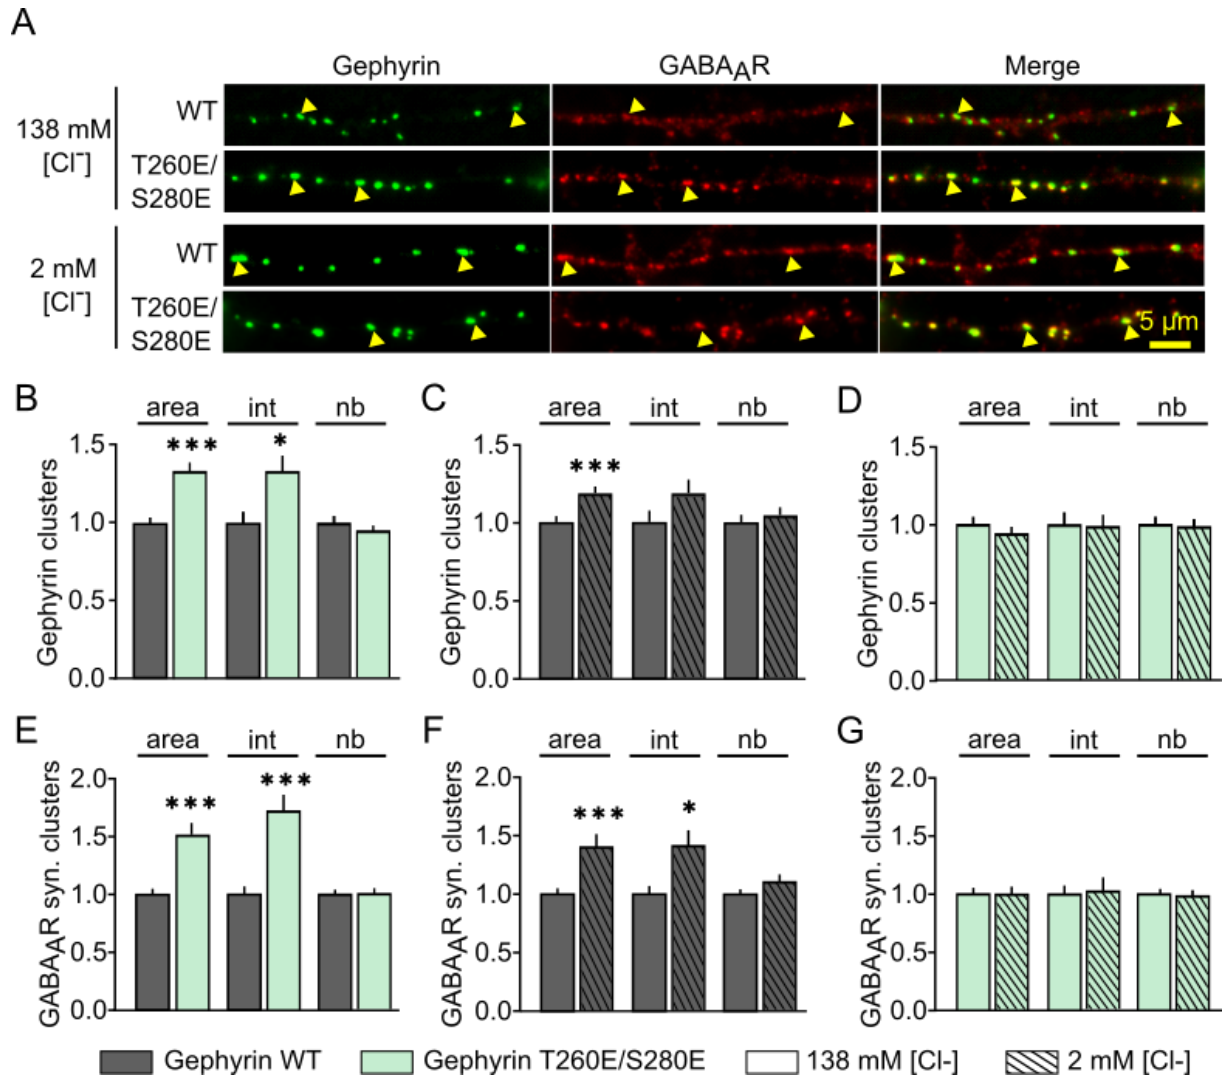 A
Gephyrin GABAAR Merge
138 mM
[Cl-]
WT
T260E/
S280E
2 mM
[Cl-]
WT
T260E/
S280E
5 µm
B
area int nb
Gephyrin clusters
1.5
***
*
1.0
0.5
0.0
C
area int nb
Gephyrin clusters
1.5
***
1.0
0.5
0.0
D
area int nb
Gephyrin clusters
1.5
1.0
0.5
0.0
E
area int nb
GABAAR syn. clusters
2.0
***
***
1.5
1.0
0.5
0.0
F
area int nb
GABAAR syn. clusters
2.0
***
*
1.5
1.0
0.5
0.0
G
area int nb
GABAAR syn. clusters
2.0
1.5
1.0
0.5
0.0
Gephyrin WT Gephyrin T260E/S280E 138 mM [Cl-] 2 mM [Cl-]